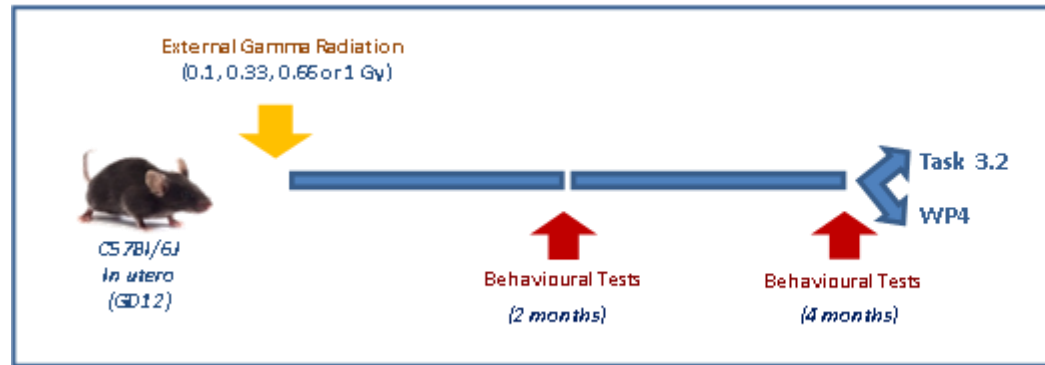 External Gamma Radiation
(0.1, 0.33, 0.66 or 1 Gy)
Task 3.2
WP4
C57Bl/6J
In utero
(GD12)
Behavioural Tests
(2 months)
Behavioural Tests
(4 months)